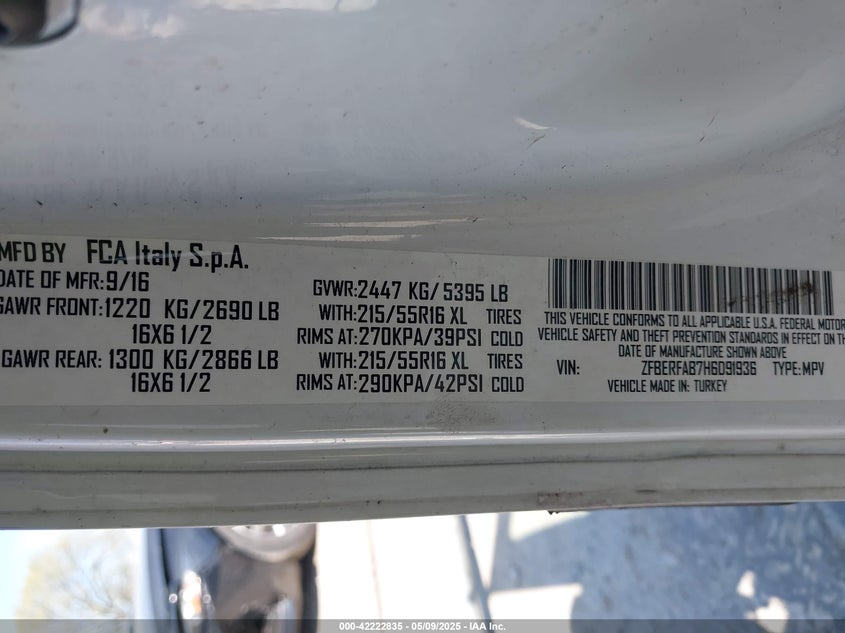 MFD BY FCA Italy S.p.A.
DATE OF MFR: 9/16
GAWR FRONT: 1220 KG/2690 LB
16X6 1/2
GAWR REAR: 1300 KG/2866 LB
16X6 1/2
GVWR: 2447 KG/ 5395 LB
WITH: 215/55R16 XL TIRES
RIMS AT: 270KPA/39PSI COLD
WITH: 215/55R16 XL TIRES
RIMS AT: 290KPA/42PSI COLD
THIS VEHICLE CONFORMS TO ALL APPLICABLE U.S.A. FEDERAL MOTOR
VEHICLE SAFETY AND THEFT PREVENTION STANDARDS IN EFFECT ON TH
DATE OF MANUFACTURE SHOWN ABOVE
VIN: ZFBERFAB7H6D91936 TYPE: MPV
VEHICLE MADE IN: TURKEY
000-42222835 - 05/09/2025 - IAA Inc.